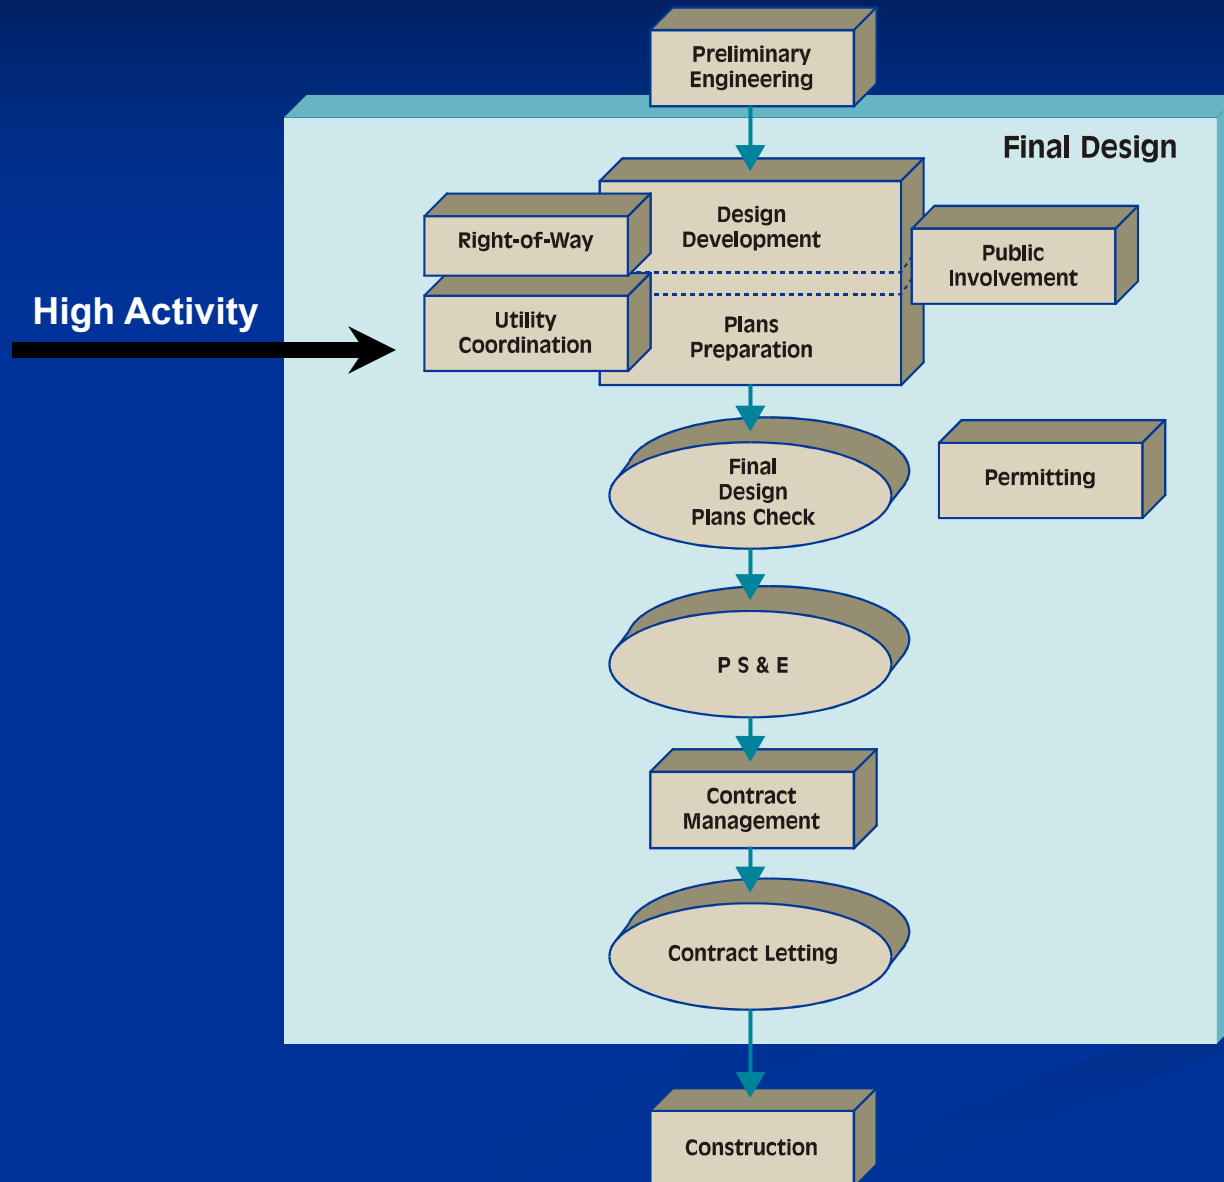 Preliminary
Engineering
Final Design
Design
Development
Right-of-Way
Public
Involvement
High Activity
Utility
Coordination
Plans
Preparation
Final
Design
Plans Check
Permitting
P S & E
Contract
Management
Contract Letting
Construction